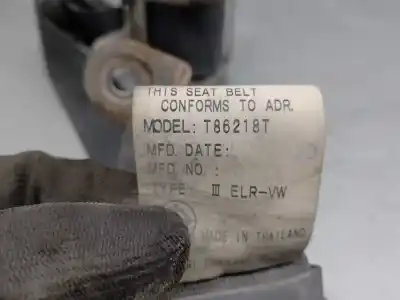 THIS SEAT BELT
CONFORMS TO ADR.
MODEL: T86218T
MFD. DATE:
MFD NO.:
TYPE: III ELR-VW
MADE IN THAILAND